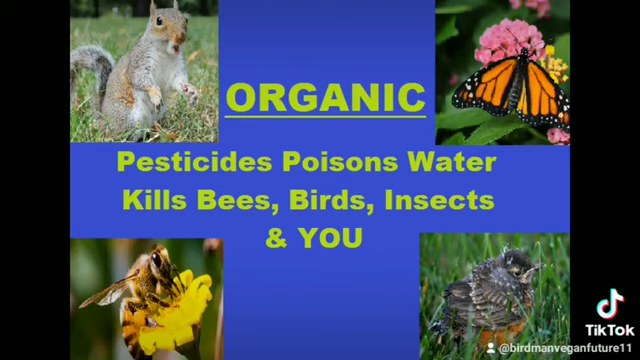 ORGANIC
Pesticides Poisons Water
Kills Bees, Birds, Insects
& YOU
TikTok
@birdmanveganfuture11